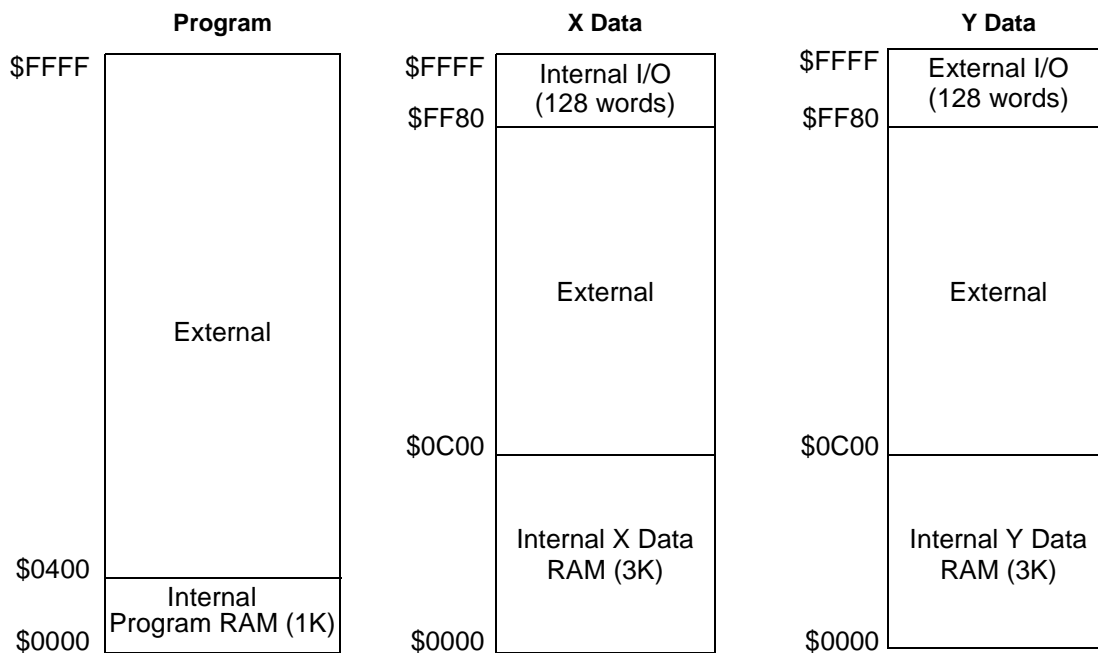 Program
$FFFF
External
$0400
Internal
Program RAM (1K)
$0000
X Data
$FFFF
Internal I/O
(128 words)
$FF80
External
$0C00
Internal X Data
RAM (3K)
$0000
Y Data
$FFFF
External I/O
(128 words)
$FF80
External
$0C00
Internal Y Data
RAM (3K)
$0000